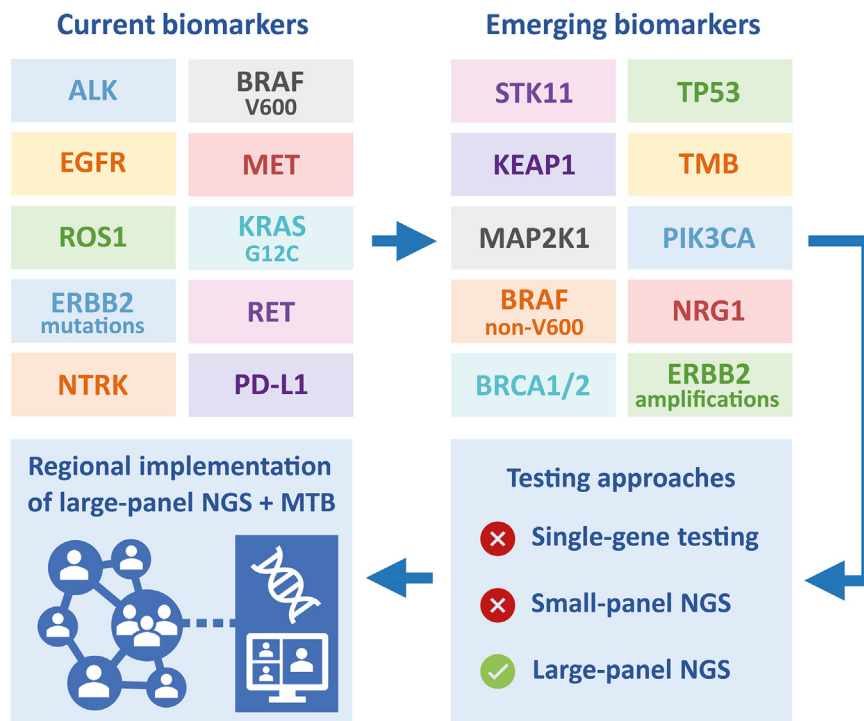 Current biomarkers
ALK
BRAF
V600
EGFR
MET
ROS1
KRAS
G12C
ERBB2
mutations
RET
NTRK
PD-L1
Emerging biomarkers
STK11
TP53
KEAP1
TMB
MAP2K1
PIK3CA
BRAF
non-V600
NRG1
BRCA1/2
ERBB2
amplifications
Testing approaches
Single-gene testing
Small-panel NGS
Large-panel NGS
Regional implementation
of large-panel NGS + MTB